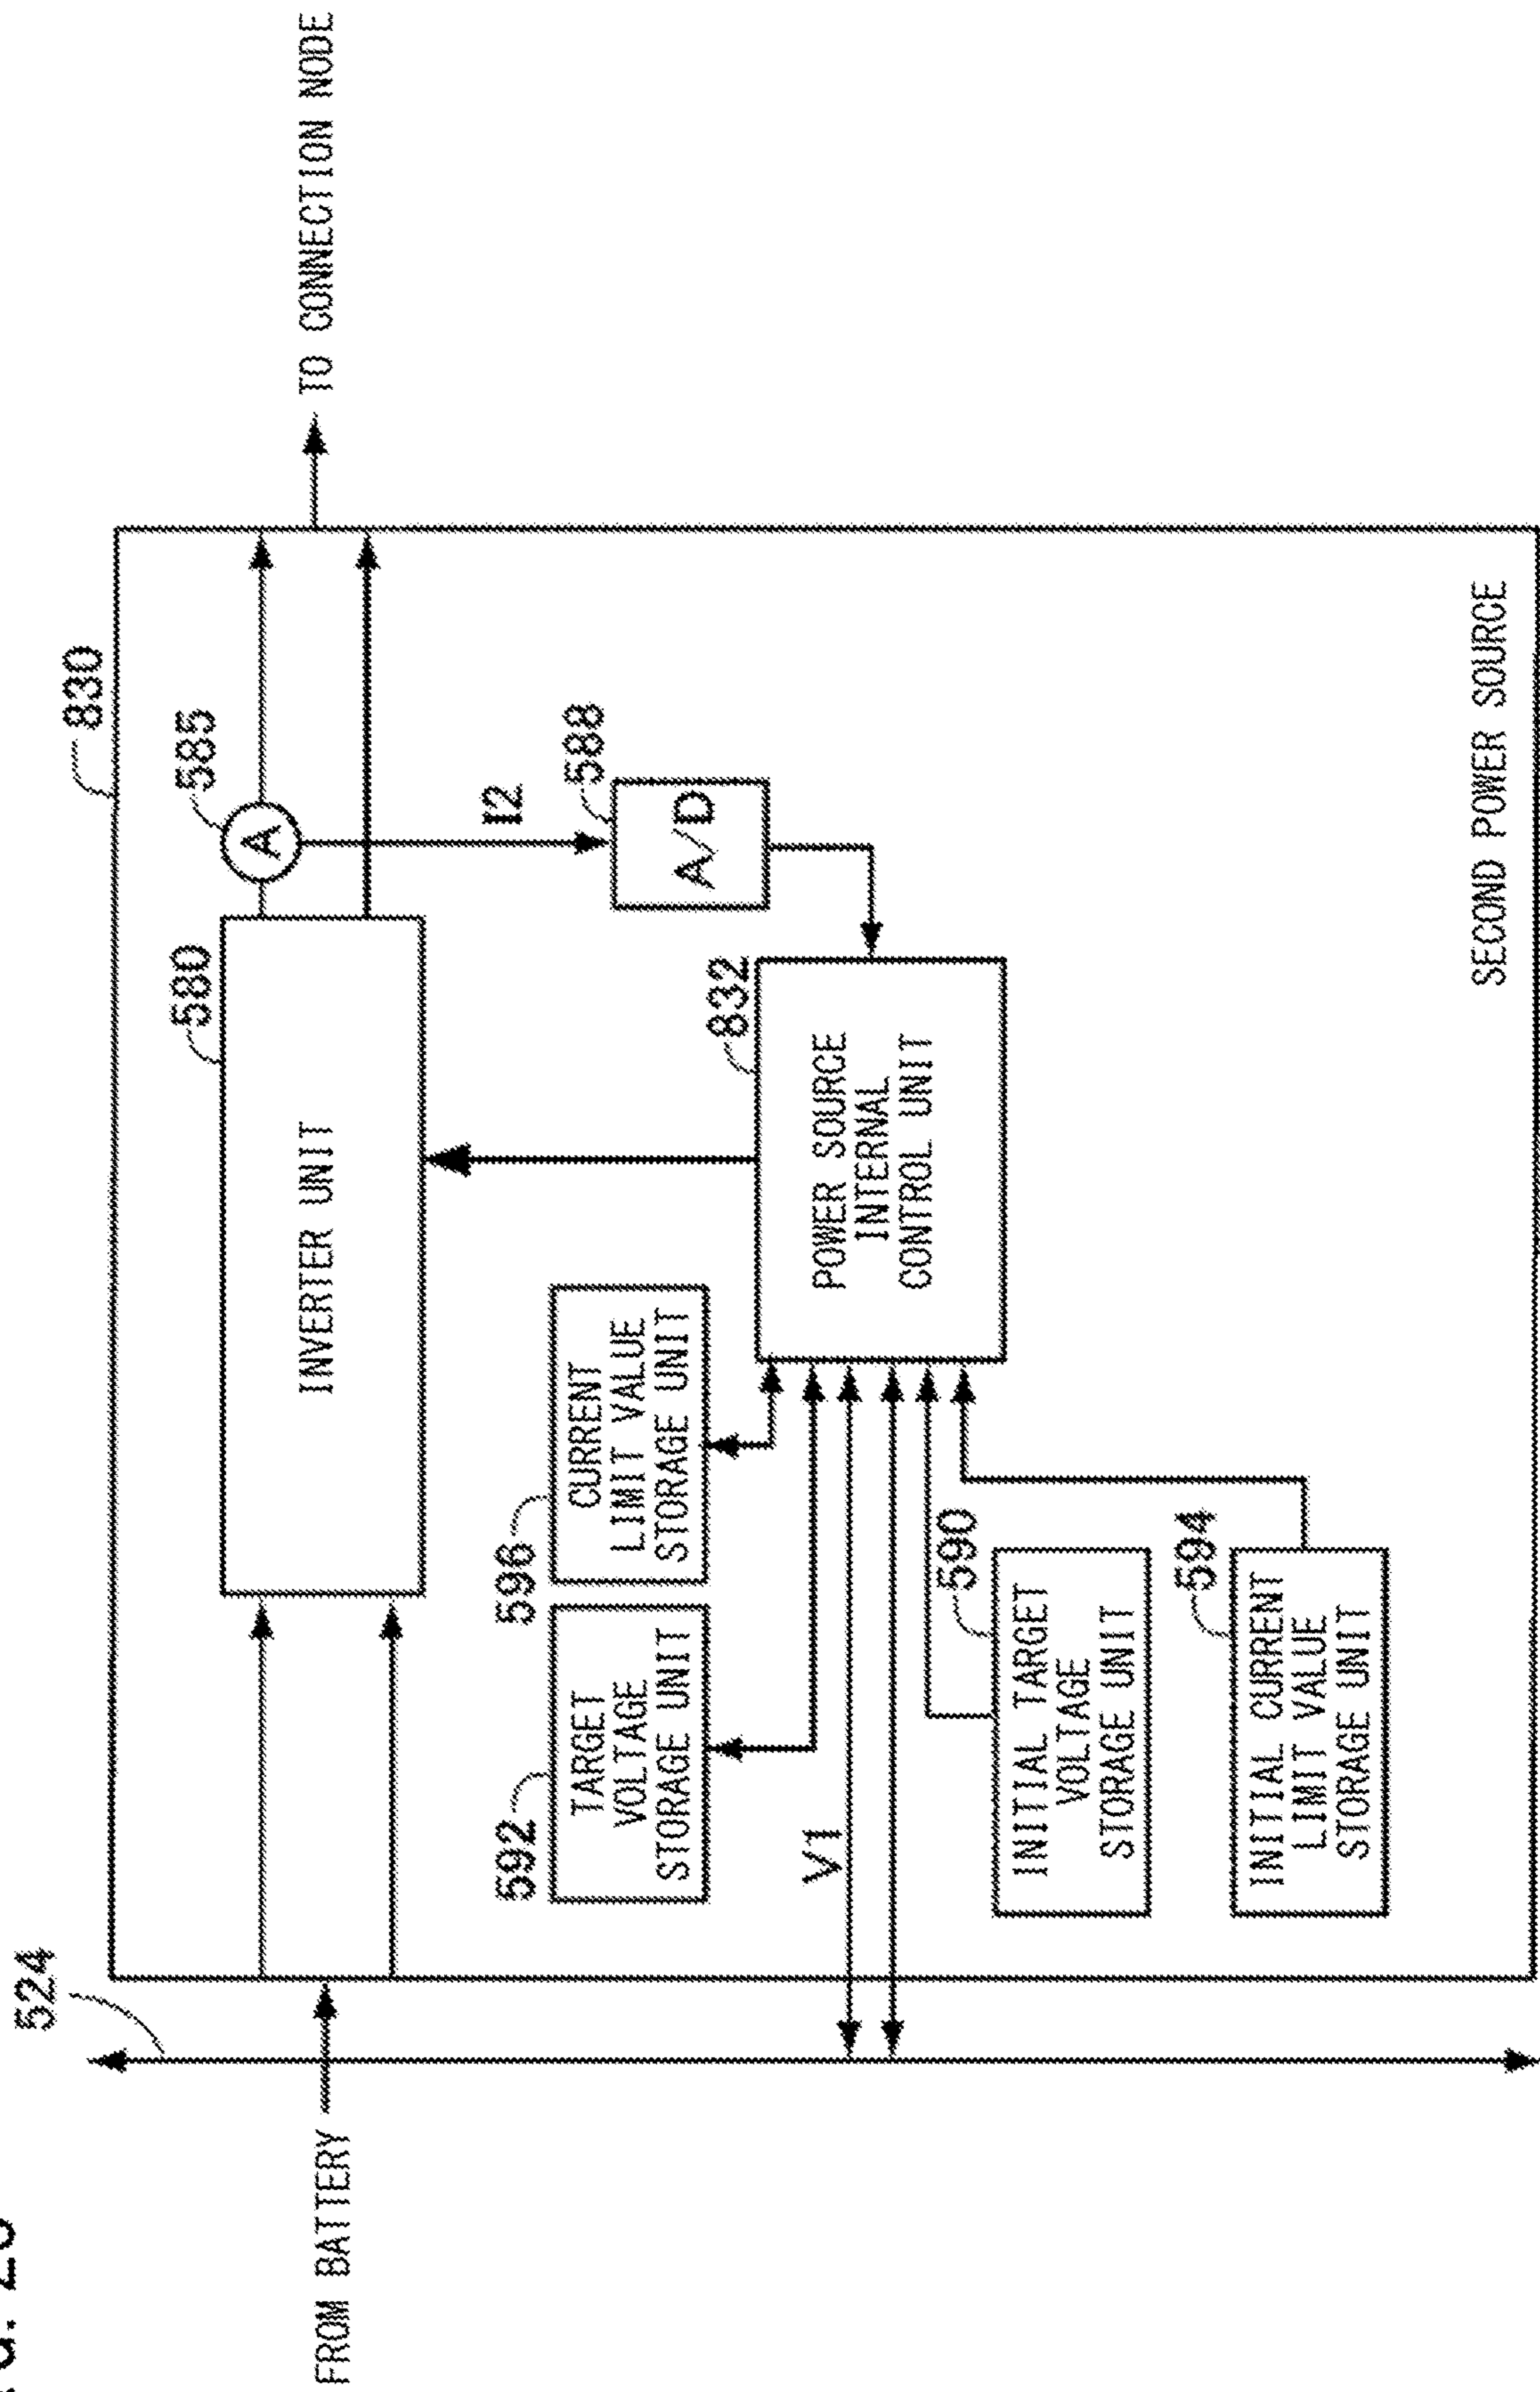 524
830
585
580
I2
588
A/D
INVERTER UNIT
FROM BATTERY
TO CONNECTION NODE
592
TARGET
VOLTAGE
STORAGE UNIT
596
CURRENT
LIMIT VALUE
STORAGE UNIT
832
POWER SOURCE
INTERNAL
CONTROL UNIT
V1
590
INITIAL TARGET
VOLTAGE
STORAGE UNIT
594
INITIAL CURRENT
LIMIT VALUE
STORAGE UNIT
SECOND POWER SOURCE